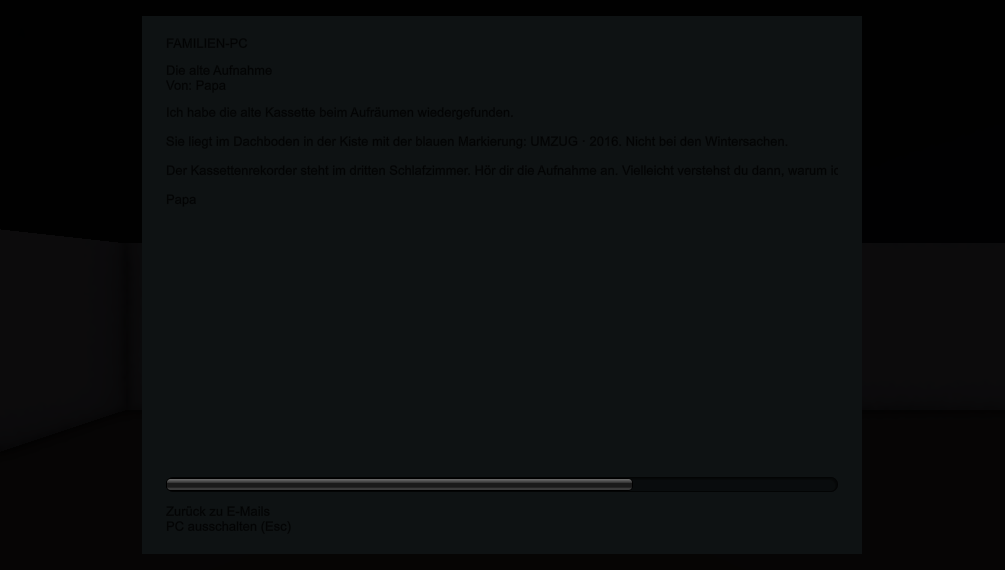 FAMILIEN-PC
Die alte Aufnahme
Von: Papa
Ich habe die alte Kassette beim Aufräumen wiedergefunden.
Sie liegt im Dachboden in der Kiste mit der blauen Markierung: UMZUG · 2016. Nicht bei den Wintersachen.
Der Kassettenrekorder steht im dritten Schlafzimmer. Hör dir die Aufnahme an. Vielleicht verstehst du dann, warum
Papa
Zurück zu E-Mails
PC ausschalten (Esc)